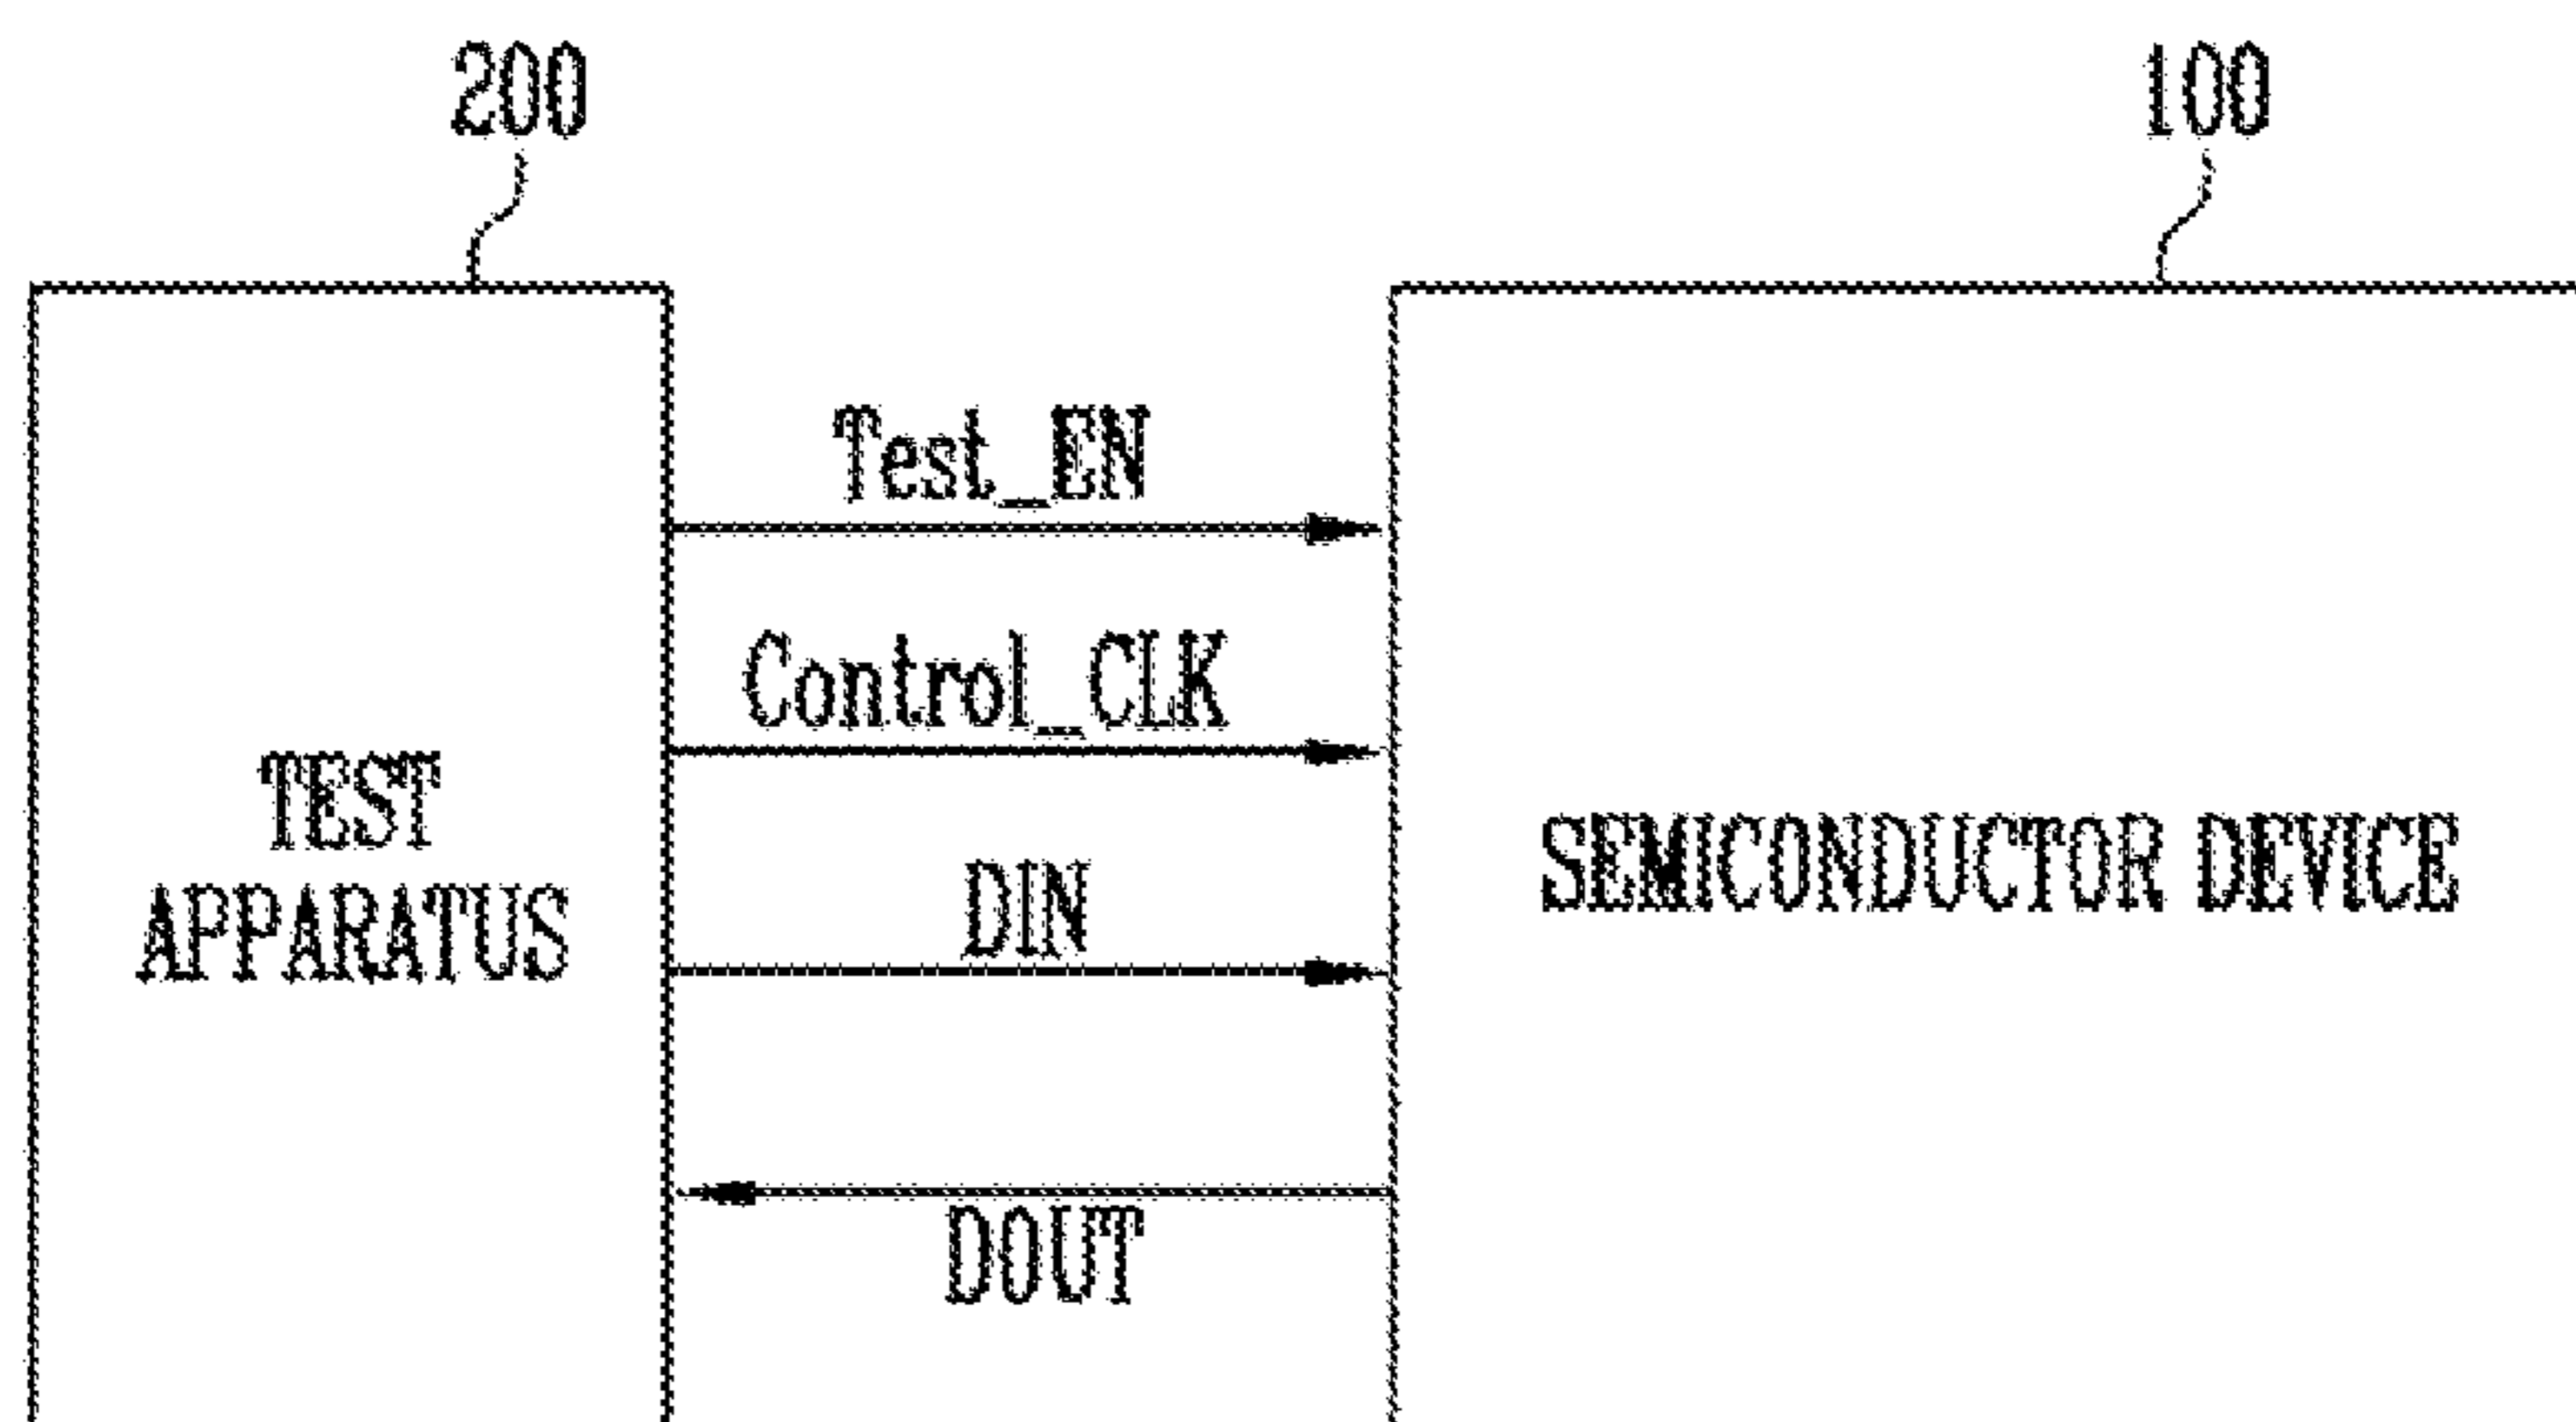 200
100
Test_EN
Control_CLK
TEST
APPARATUS
DIN
SEMICONDUCTOR DEVICE
DOUT